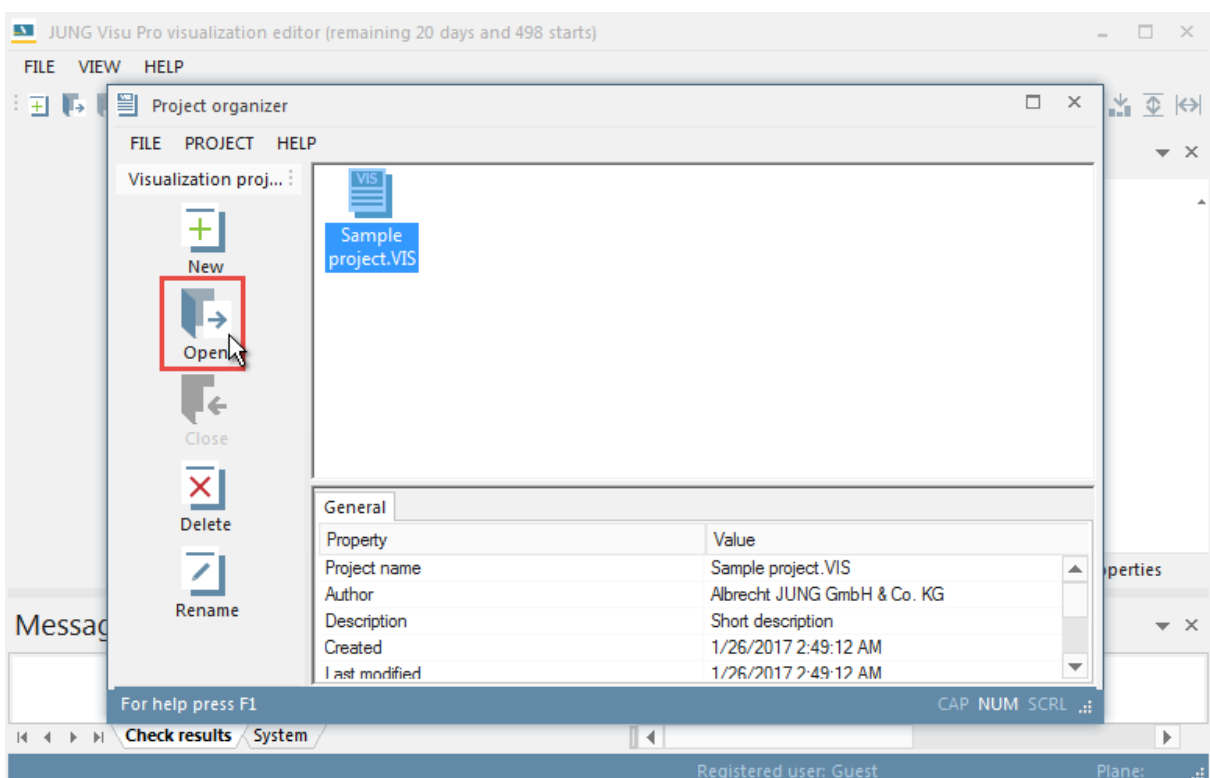 JUNG Visu Pro visualization editor (remaining 20 days and 498 starts)
FILE VIEW HELP
Project organizer
FILE PROJECT HELP
Visualization proj...
VIS
Sample
project.VIS
New
Open
Close
Delete
Rename
General
Property Value
Project name Sample project.VIS
Author Albrecht JUNG GmbH & Co. KG
Description Short description
Created 1/26/2017 2:49:12 AM
Last modified 1/26/2017 2:49:12 AM
perties
Messag
For help press F1 CAP NUM SCRL
Check results System
Registered user: Guest Plane: